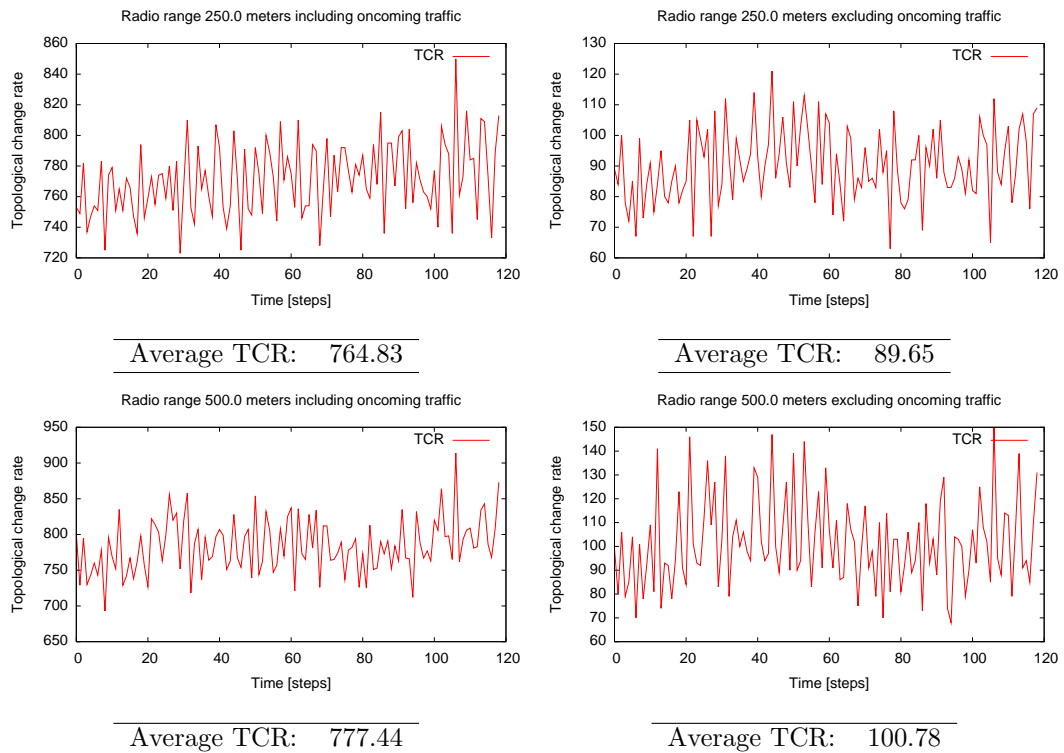 Radio range 250.0 meters including oncoming traffic
860
840
820
800
780
760
740
720
0 20 40 60 80 100 120
Topological change rate
Time [steps]
TCR
Average TCR: 764.83
Radio range 250.0 meters excluding oncoming traffic
130
120
110
100
90
80
70
60
0 20 40 60 80 100 120
Topological change rate
Time [steps]
TCR
Average TCR: 89.65
Radio range 500.0 meters including oncoming traffic
950
900
850
800
750
700
650
0 20 40 60 80 100 120
Topological change rate
Time [steps]
TCR
Average TCR: 777.44
Radio range 500.0 meters excluding oncoming traffic
150
140
130
120
110
100
90
80
70
60
0 20 40 60 80 100 120
Topological change rate
Time [steps]
TCR
Average TCR: 100.78